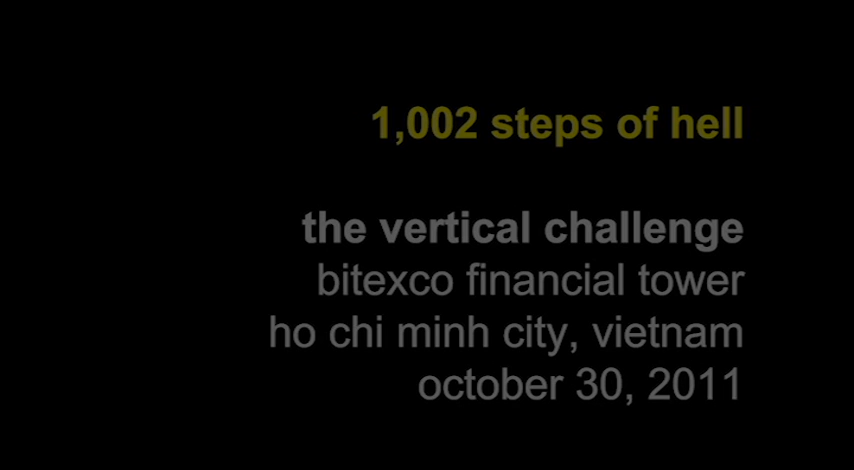 1,002 steps of hell
the vertical challenge
bitexco financial tower
ho chi minh city, vietnam
october 30, 2011